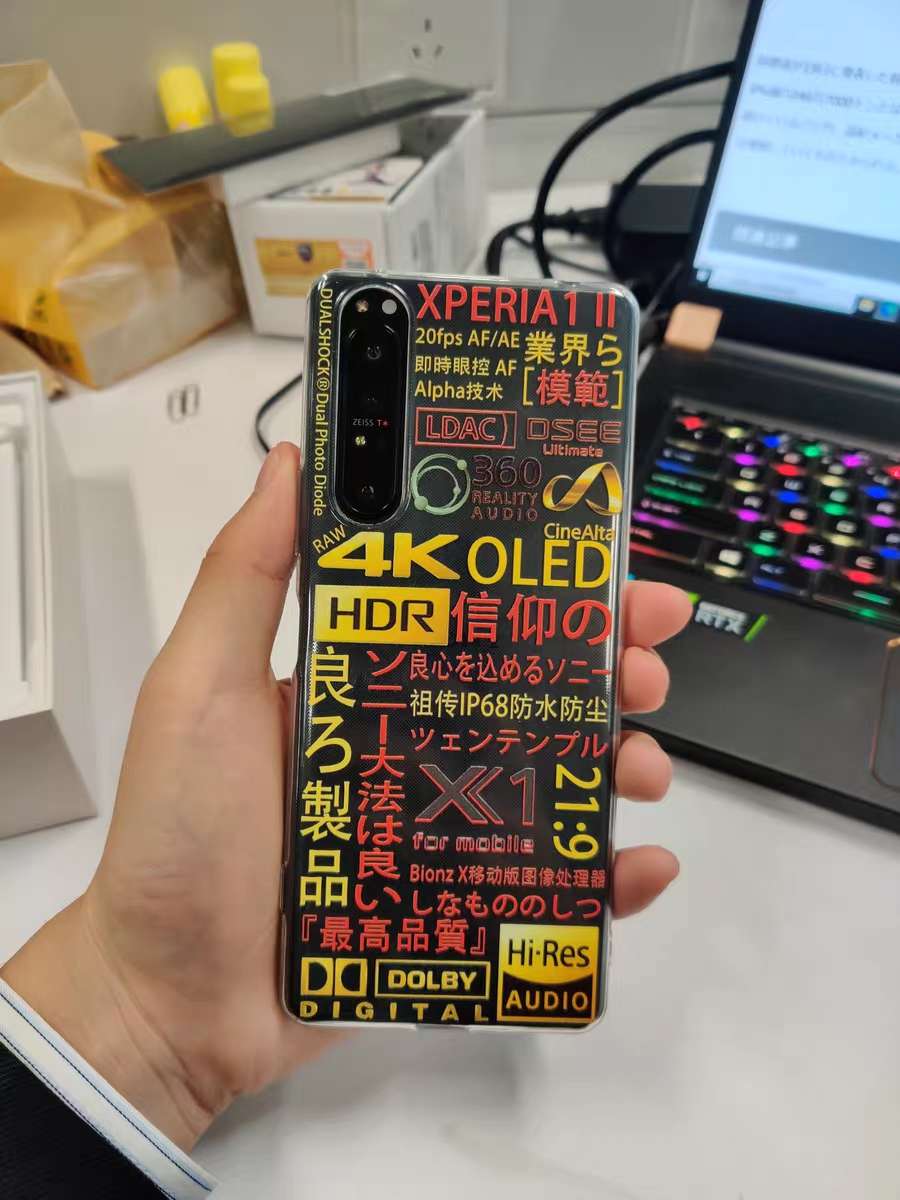 DUALSHOCK®Dual Photo Diode
ZEISS T*
XPERIA1 II
20fps AF/AE
即時眼控 AF
Alpha技术
業界ら
[模範]
LDAC
DSEE
Ultimate
360
REALITY
AUDIO
CineAlta
RAW
4K OLED
HDR
信仰の
良ろ製品
ソニー大法は良い
良心を込めるソニー
祖传IP68防水防尘
ツェンテンプル
X1
for mobile
21:9
Bionz X移动版图像处理器
しなもののしつ
『最高品質』
DOLBY
DIGITAL
Hi-Res
AUDIO
RTX